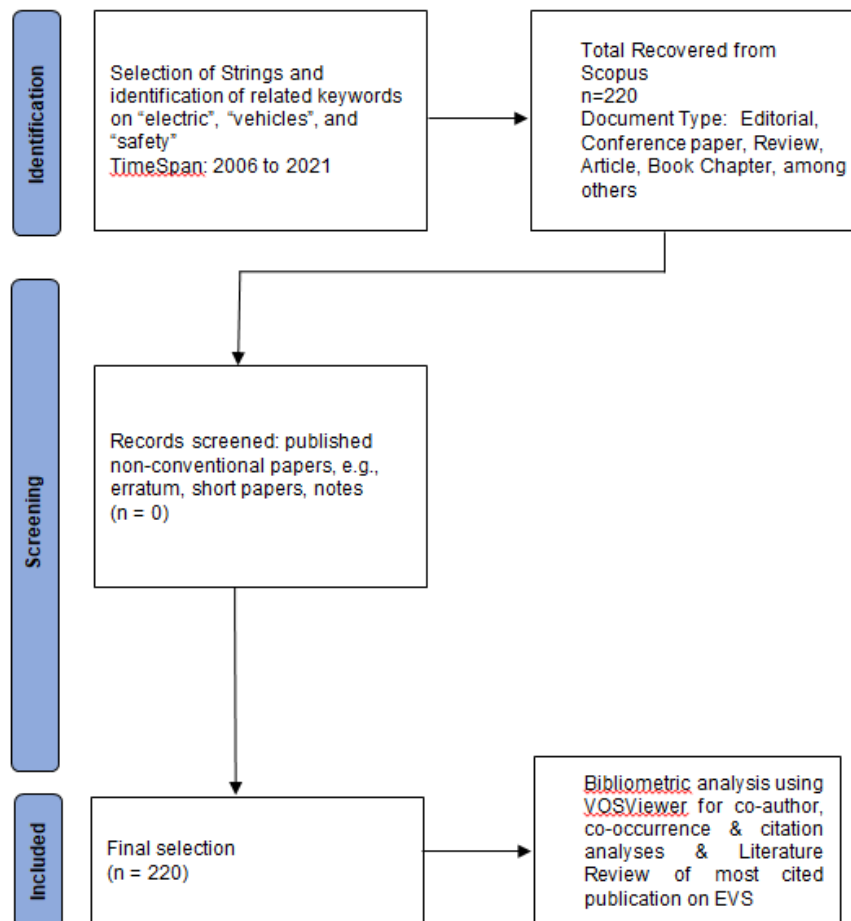 Identification
Selection of Strings and
identification of related keywords
on “electric”, “vehicles”, and
“safety”
TimeSpan: 2006 to 2021
Total Recovered from
Scopus
n=220
Document Type: Editorial,
Conference paper, Review,
Article, Book Chapter, among
others
Screening
Records screened: published
non-conventional papers, e.g.,
erratum, short papers, notes
(n = 0)
Included
Final selection
(n = 220)
Bibliometric analysis using
VOSViewer for co-author,
co-occurrence & citation
analyses & Literature
Review of most cited
publication on EVS